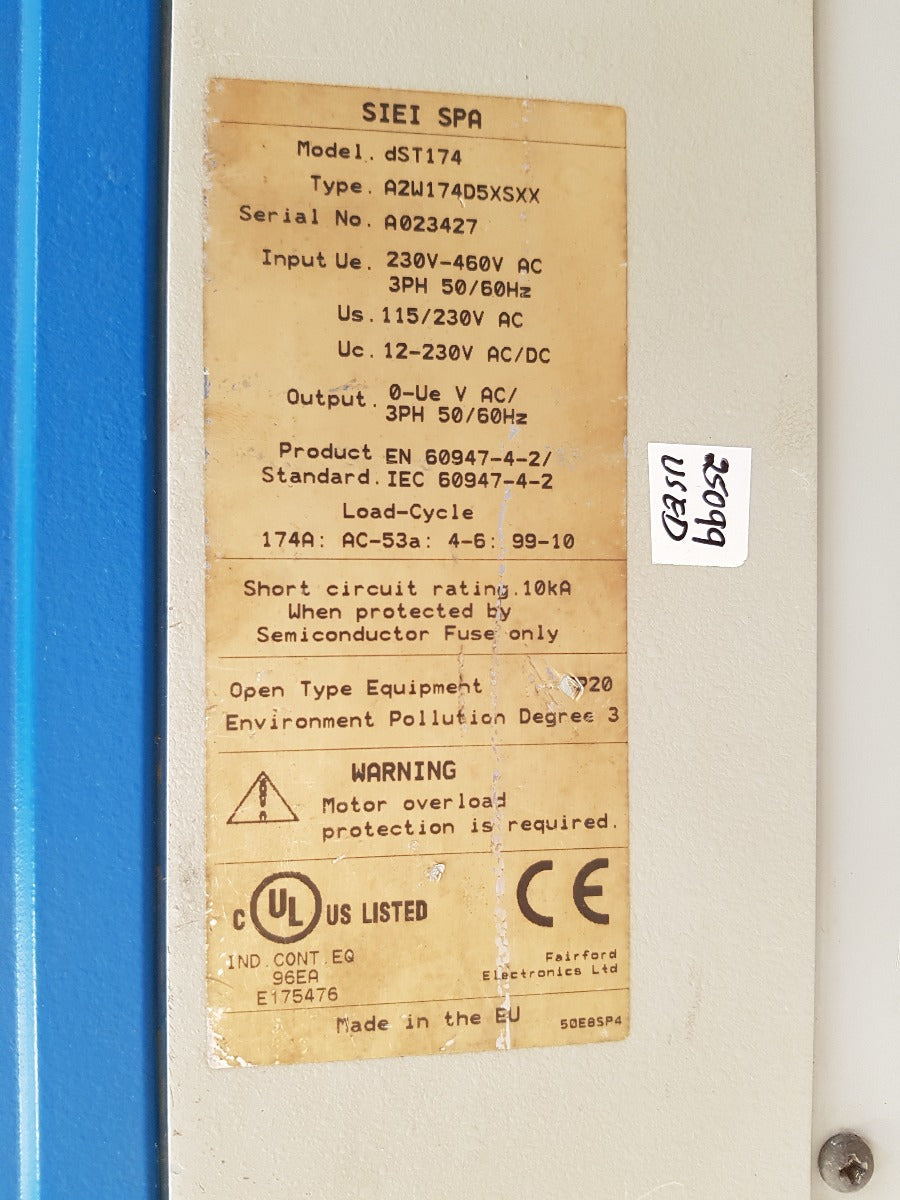 SIEI SPA
Model. dST174
Type. A2W174D5XSXX
Serial No. A023427
Input Ue. 230V-460V AC
3PH 50/60Hz
Us. 115/230V AC
Uc. 12-230V AC/DC
Output. 0-Ue V AC/
3PH 50/60Hz
Product EN 60947-4-2/
Standard. IEC 60947-4-2
Load-Cycle
174A: AC-53a: 4-6: 99-10
Short circuit rating.10kA
When protected by
Semiconductor Fuse only
Open Type Equipment P20
Environment Pollution Degree 3
WARNING
Motor overload
protection is required.
C UL US LISTED
CE
IND.CONT.EQ
96EA
E175476
Fairford
Electronics Ltd
Made in the EU
50E8SP4
25099
USED